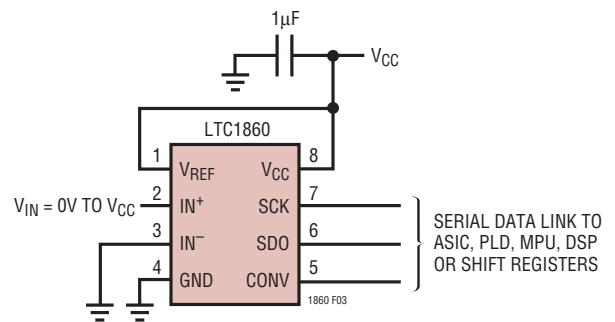 1μF
VCC
LTC1860
1 VREF VCC 8
VIN = 0V TO VCC 2 IN+ SCK 7
3 IN− SDO 6
4 GND CONV 5
SERIAL DATA LINK TO
ASIC, PLD, MPU, DSP
OR SHIFT REGISTERS
1860 F03